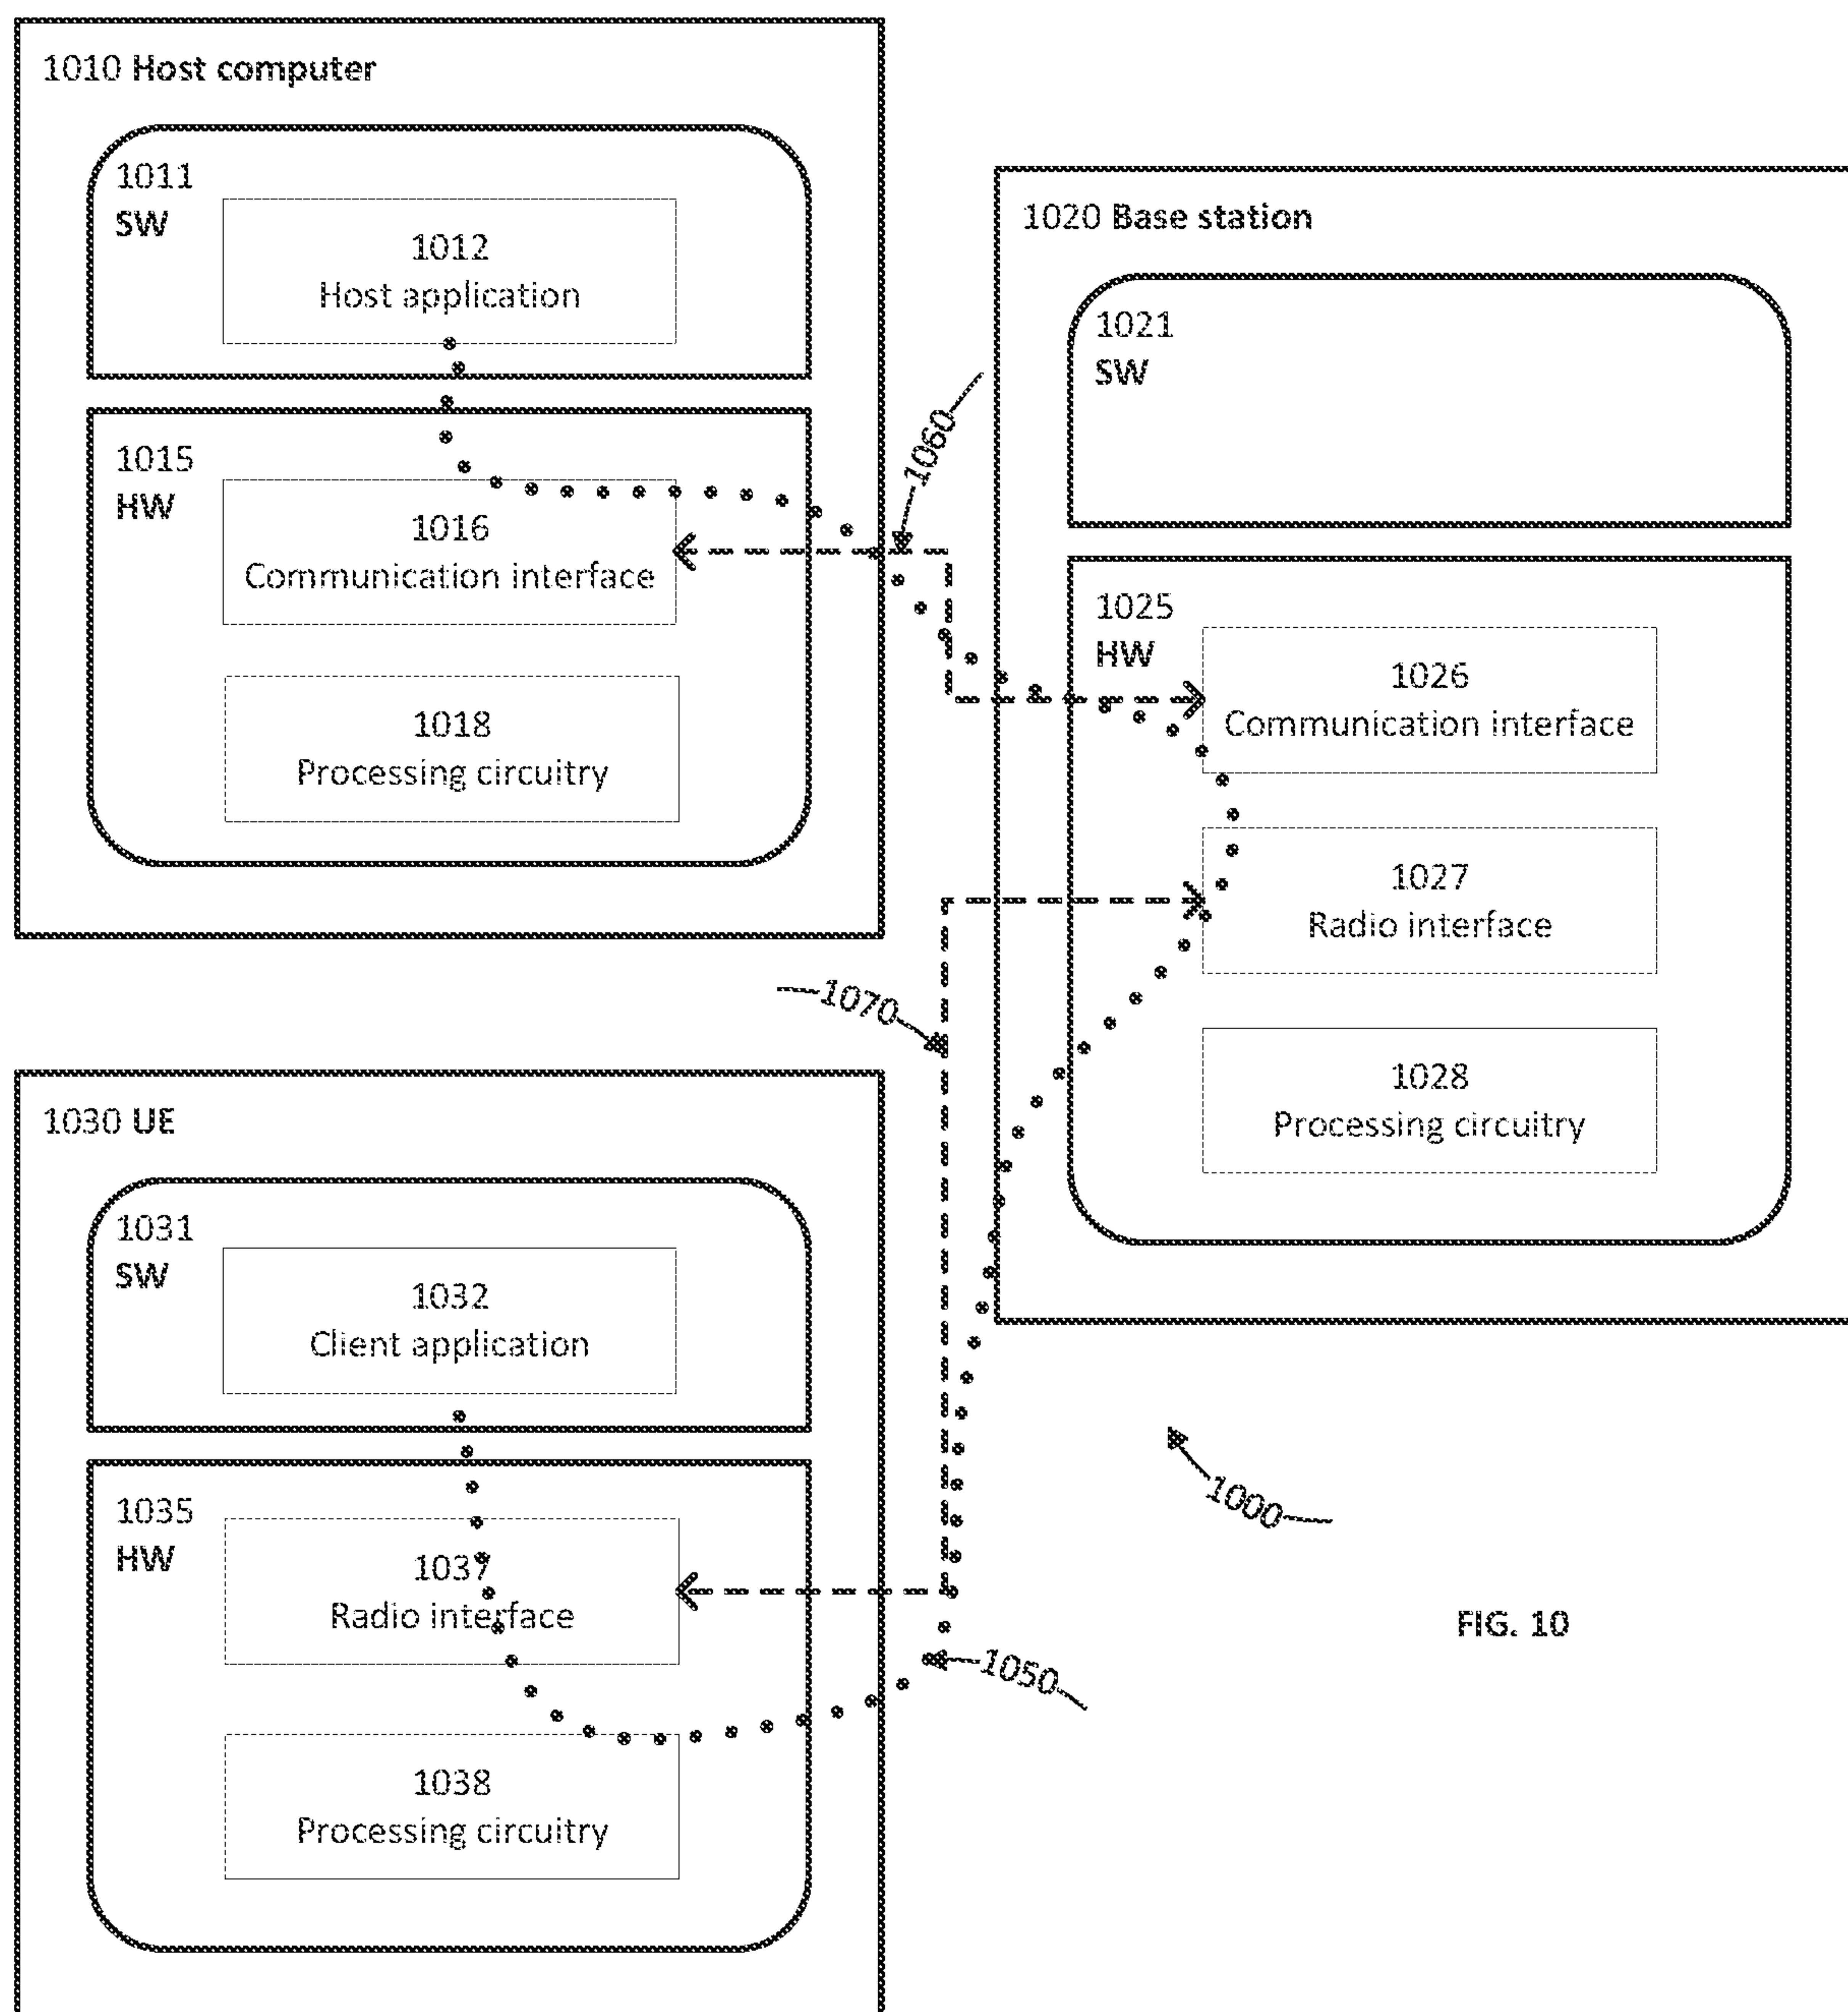 1010 Host computer
1011
SW
1012
Host application
1015
HW
1016
Communication interface
1018
Processing circuitry
1060
1020 Base station
1021
SW
1025
HW
1026
Communication interface
1027
Radio interface
1028
Processing circuitry
1070
1030 UE
1031
SW
1032
Client application
1035
HW
1037
Radio interface
1038
Processing circuitry
1050
1000
FIG. 10